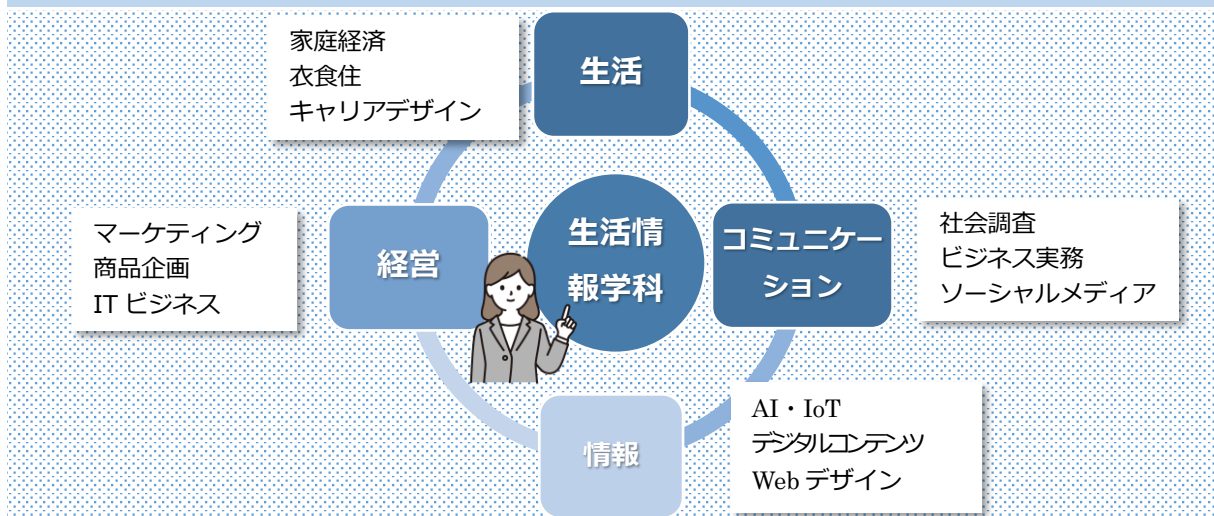 家庭経済
衣食住
キャリアデザイン
生活
マーケティング
商品企画
IT ビジネス
経営
生活情
報学科
コミュニケー
ション
社会調査
ビジネス実務
ソーシャルメディア
情報
AI・IoT
デジタルコンテンツ
Web デザイン